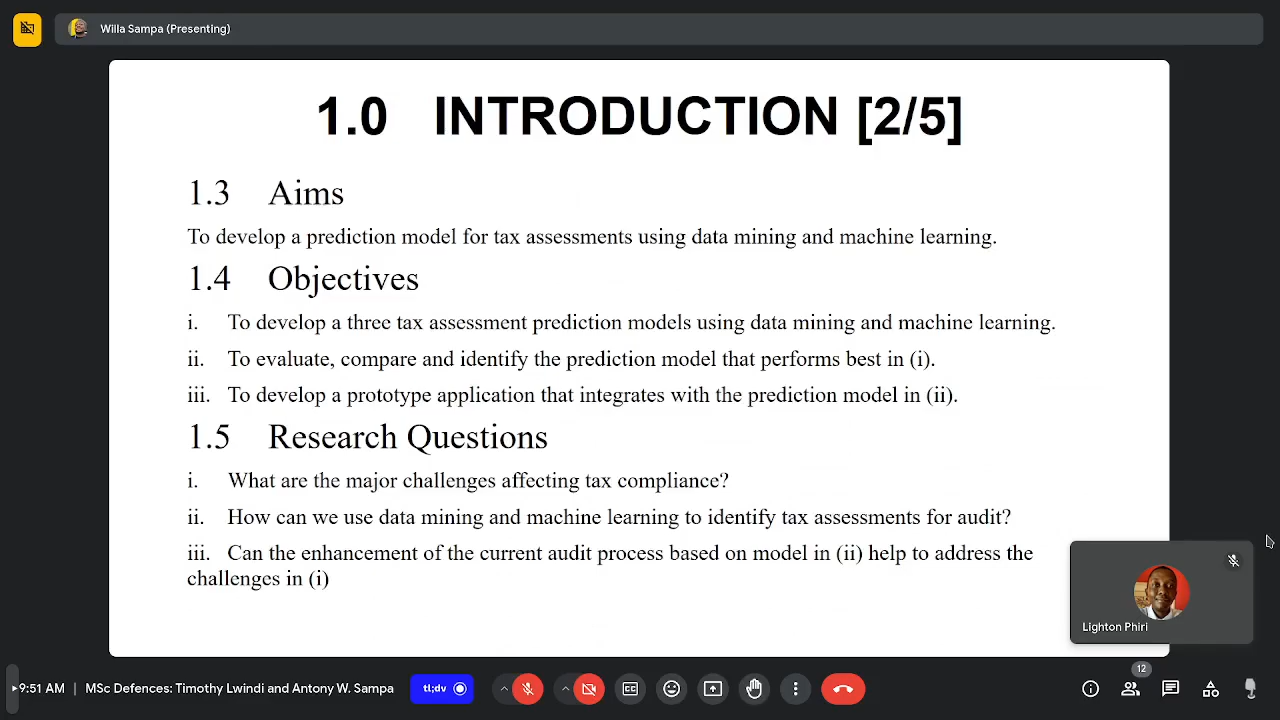 Willa Sampa (Presenting)
1.0 INTRODUCTION [2/5]
1.3 Aims
To develop a prediction model for tax assessments using data mining and machine learning.
1.4 Objectives
i. To develop a three tax assessment prediction models using data mining and machine learning.
ii. To evaluate, compare and identify the prediction model that performs best in (i).
iii. To develop a prototype application that integrates with the prediction model in (ii).
1.5 Research Questions
i. What are the major challenges affecting tax compliance?
ii. How can we use data mining and machine learning to identify tax assessments for audit?
iii. Can the enhancement of the current audit process based on model in (ii) help to address the
challenges in (i)
Lighton Phiri
12
9:51 AM | MSc Defences: Timothy Lwindi and Antony W. Sampa
tl;dv